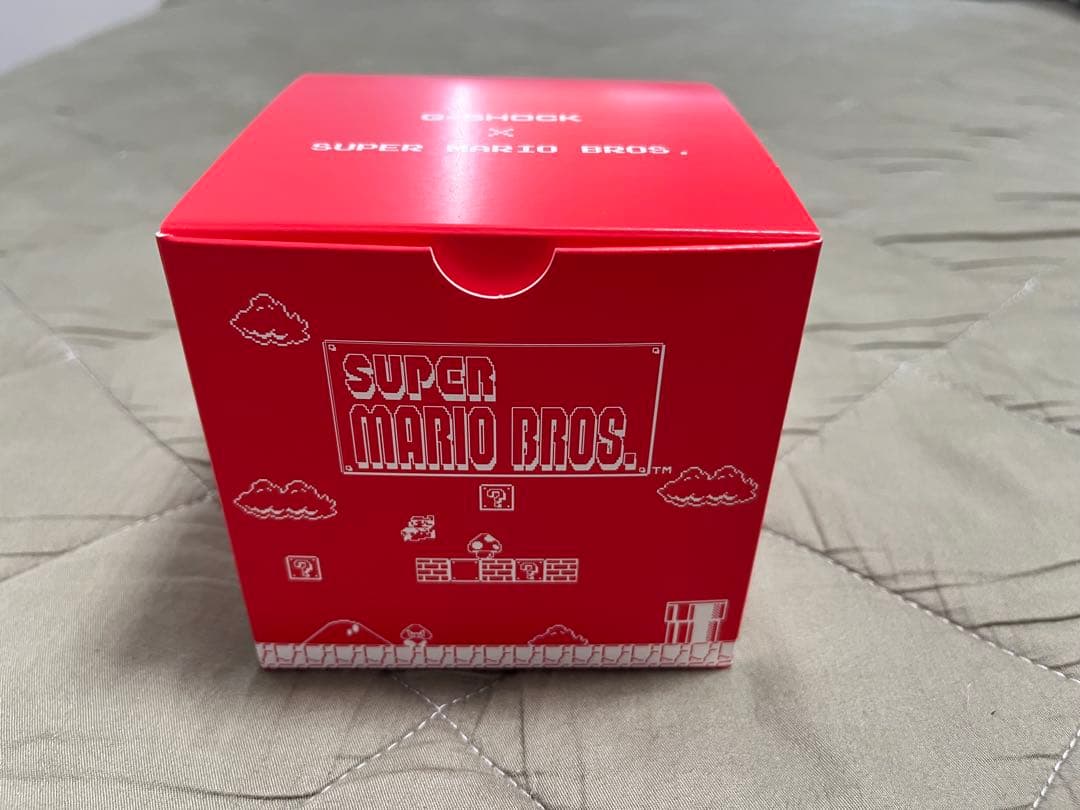 G-SHOCK
×
SUPER MARIO BROS.
SUPER
MARIO BROS.
TM
?
?
?